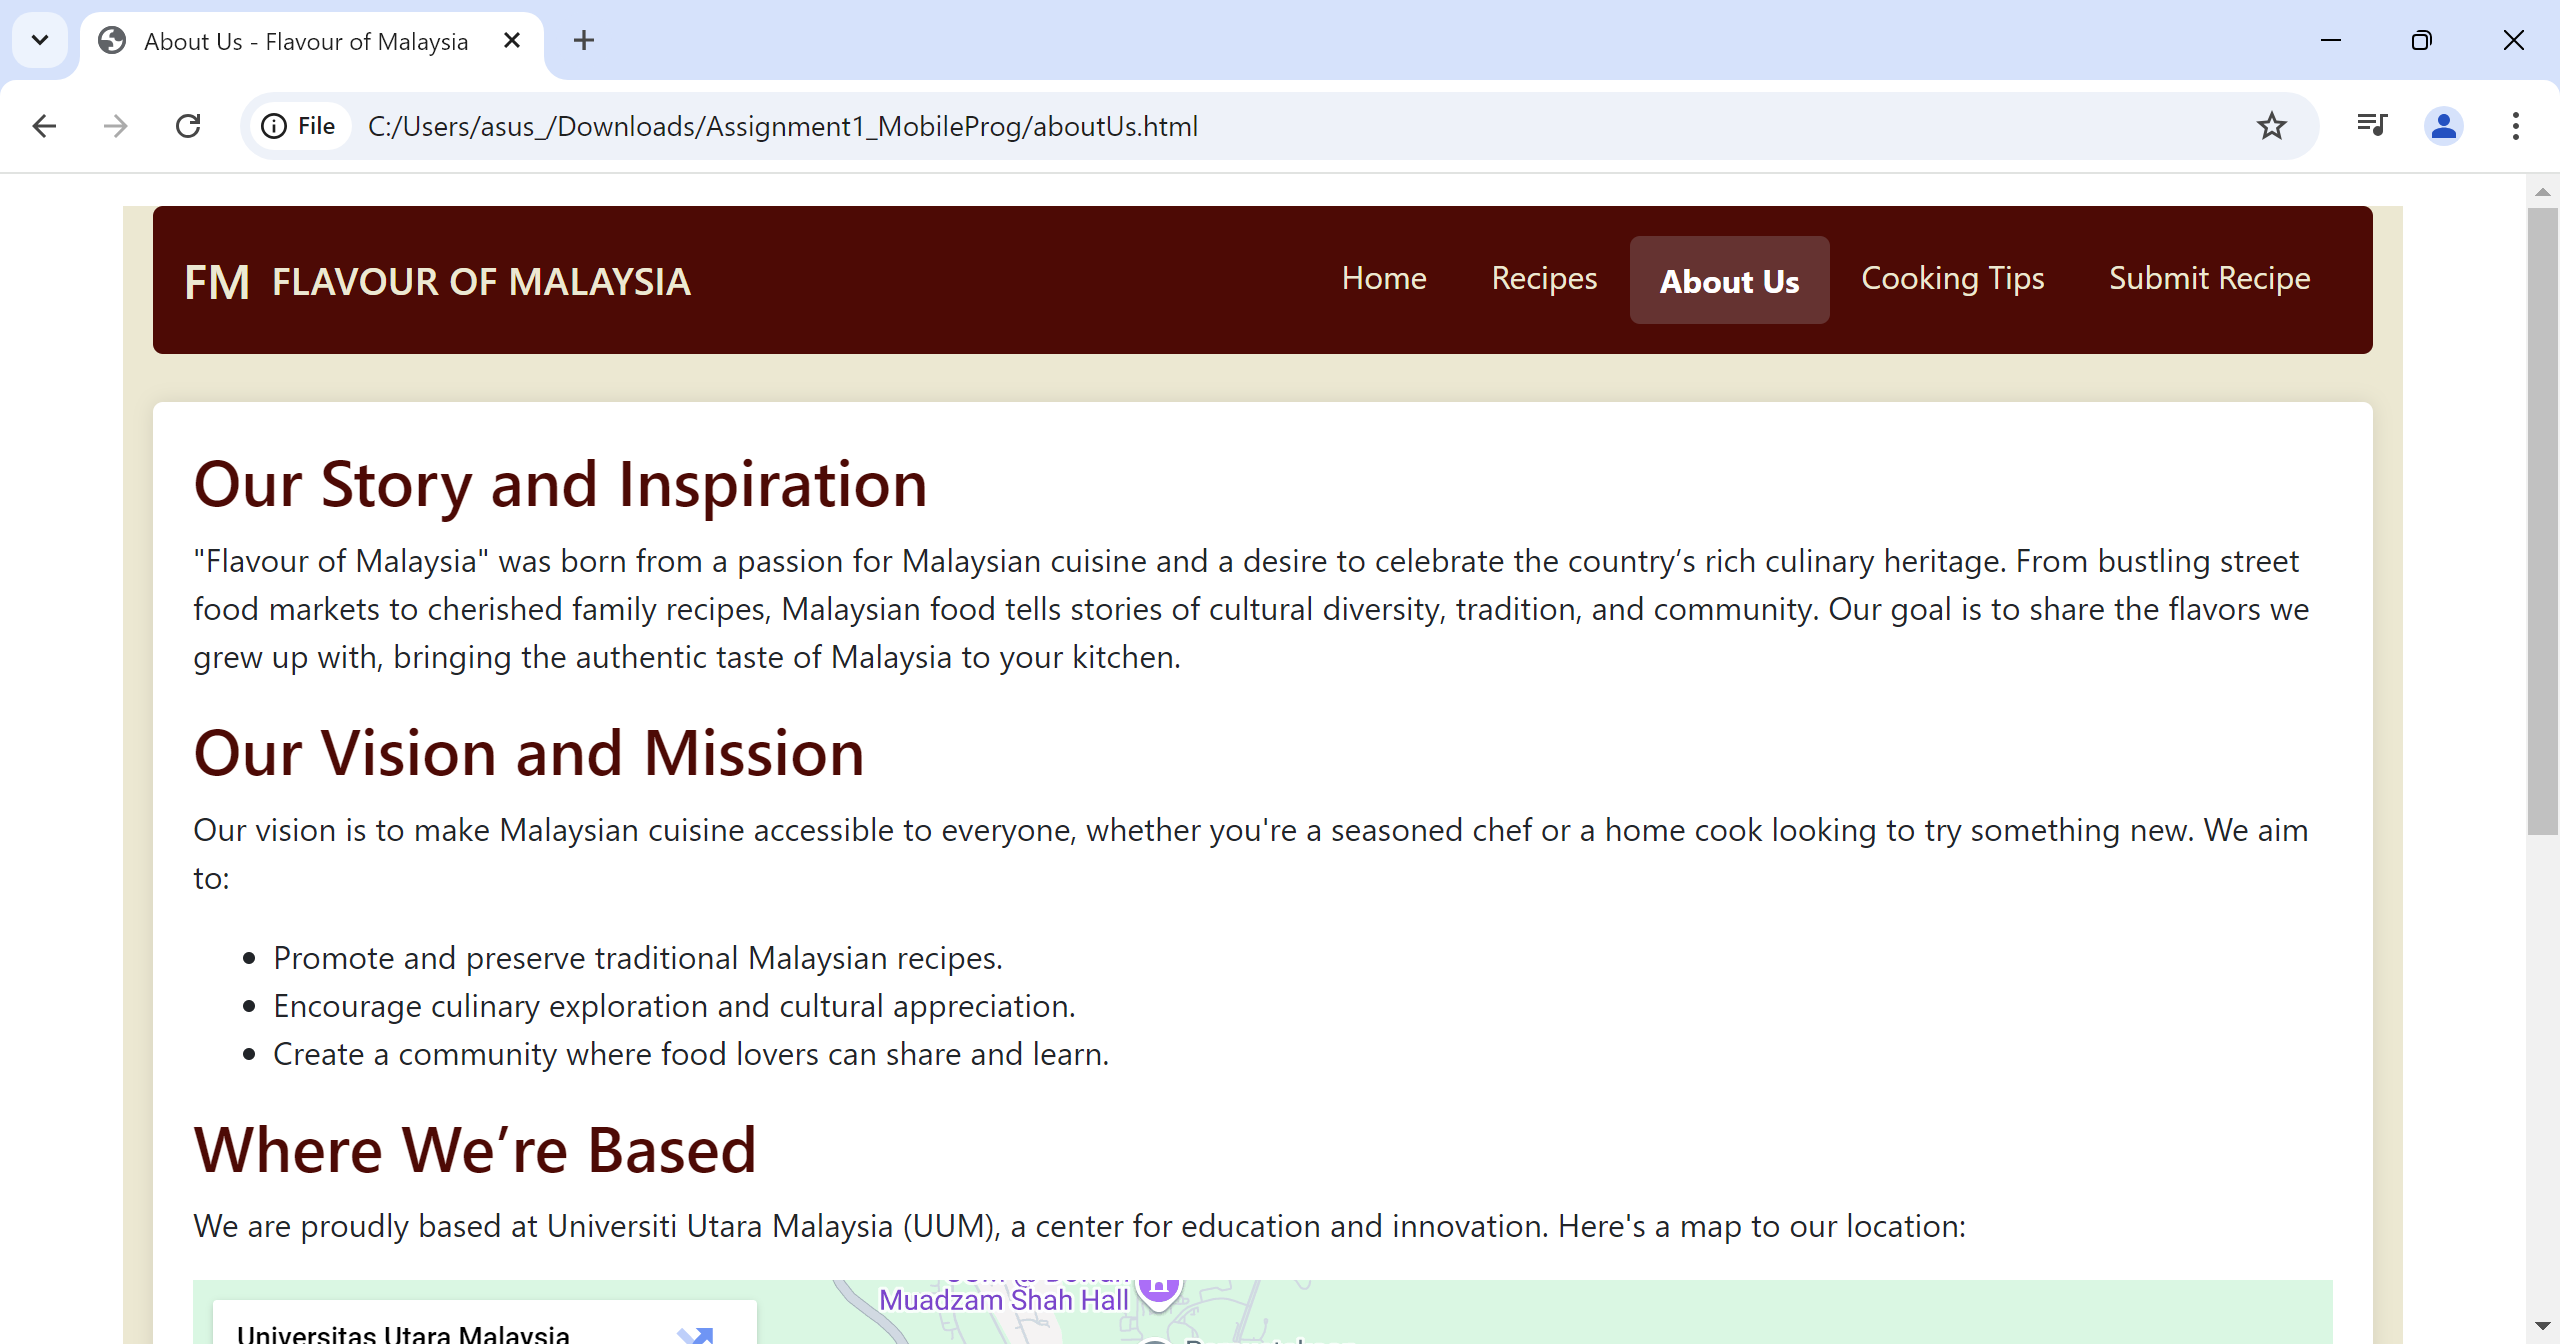 About Us - Flavour of Malaysia
File
C:/Users/asus_/Downloads/Assignment1_MobileProg/aboutUs.html
FM FLAVOUR OF MALAYSIA
Home Recipes About Us Cooking Tips Submit Recipe
Our Story and Inspiration
"Flavour of Malaysia" was born from a passion for Malaysian cuisine and a desire to celebrate the country’s rich culinary heritage. From bustling street
food markets to cherished family recipes, Malaysian food tells stories of cultural diversity, tradition, and community. Our goal is to share the flavors we
grew up with, bringing the authentic taste of Malaysia to your kitchen.
Our Vision and Mission
Our vision is to make Malaysian cuisine accessible to everyone, whether you're a seasoned chef or a home cook looking to try something new. We aim
to:
Promote and preserve traditional Malaysian recipes.
Encourage culinary exploration and cultural appreciation.
Create a community where food lovers can share and learn.
Where We’re Based
We are proudly based at Universiti Utara Malaysia (UUM), a center for education and innovation. Here's a map to our location:
Muadzam Shah Hall
Universitas Utara Malaysia